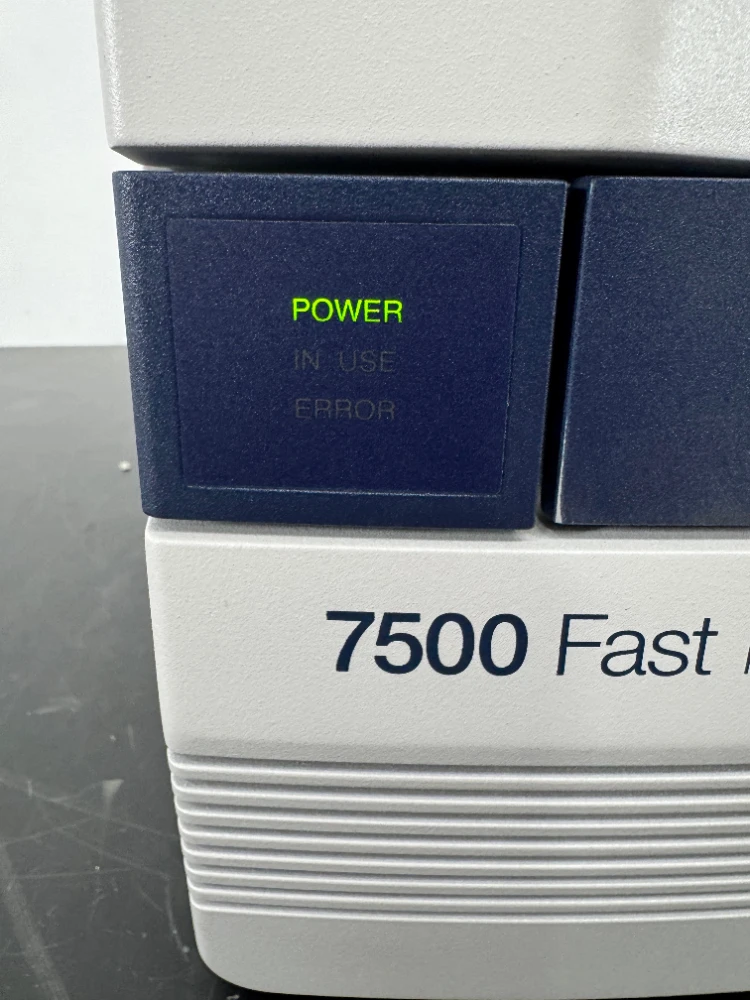 POWER
IN USE
ERROR
7500 Fast